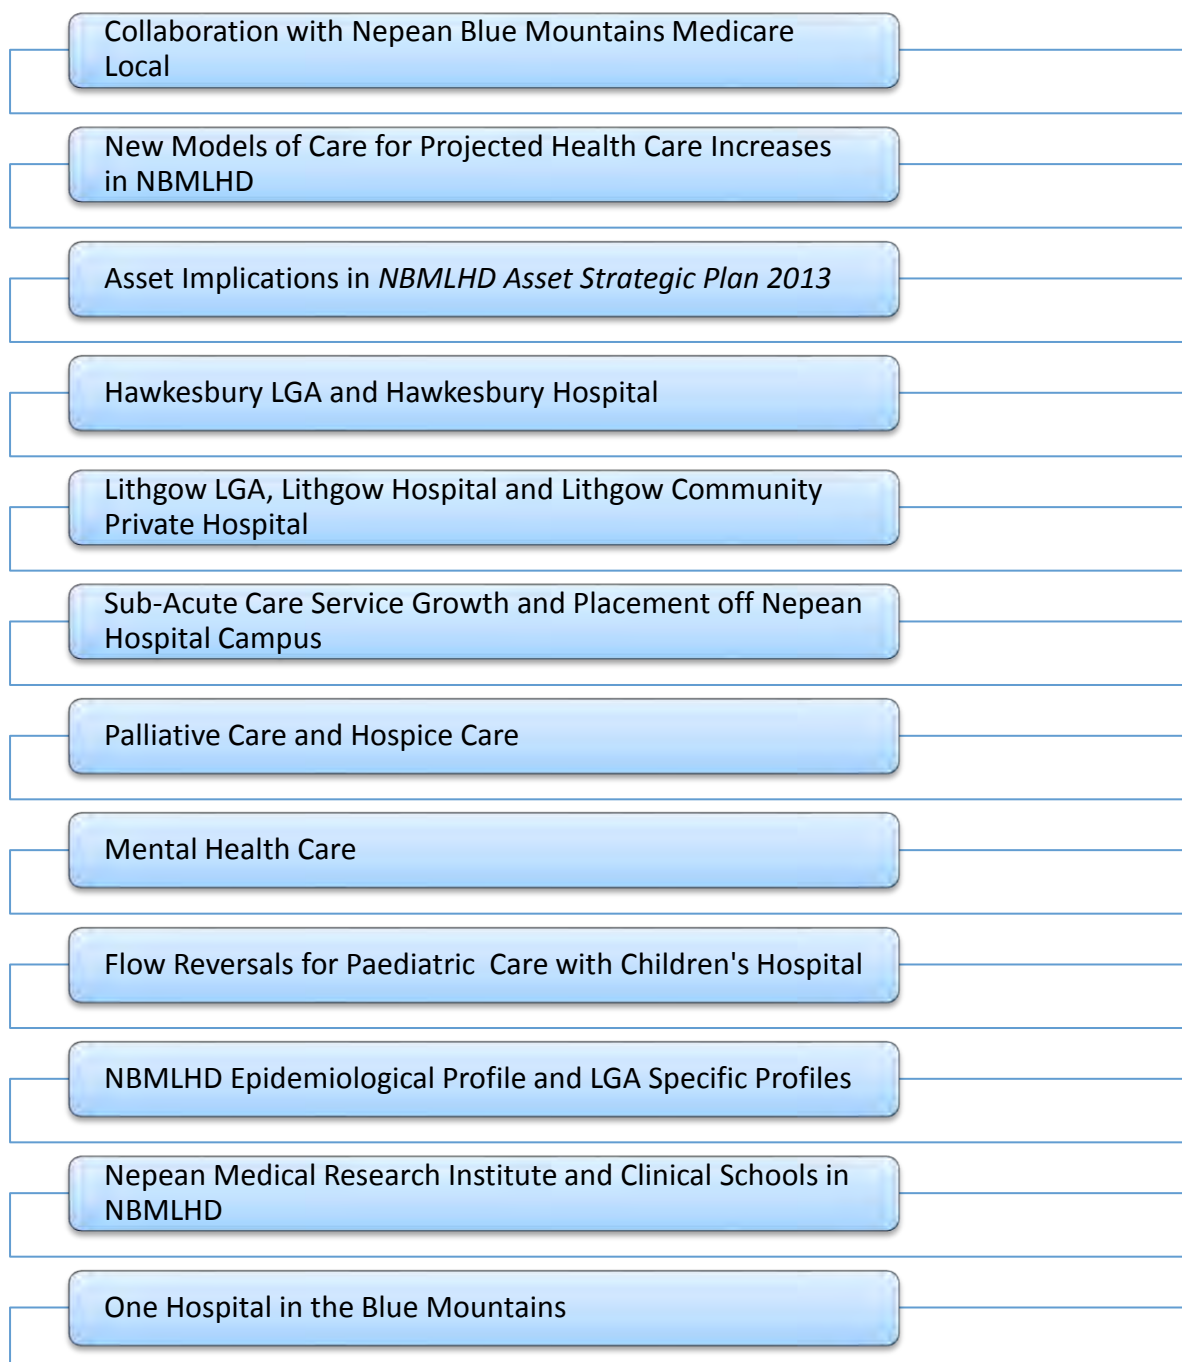 Collaboration with Nepean Blue Mountains Medicare
Local
New Models of Care for Projected Health Care Increases
in NBMLHD
Asset Implications in NBMLHD Asset Strategic Plan 2013
Hawkesbury LGA and Hawkesbury Hospital
Lithgow LGA, Lithgow Hospital and Lithgow Community
Private Hospital
Sub-Acute Care Service Growth and Placement off Nepean
Hospital Campus
Palliative Care and Hospice Care
Mental Health Care
Flow Reversals for Paediatric  Care with Children's Hospital
NBMLHD Epidemiological Profile and LGA Specific Profiles
Nepean Medical Research Institute and Clinical Schools in
NBMLHD
One Hospital in the Blue Mountains